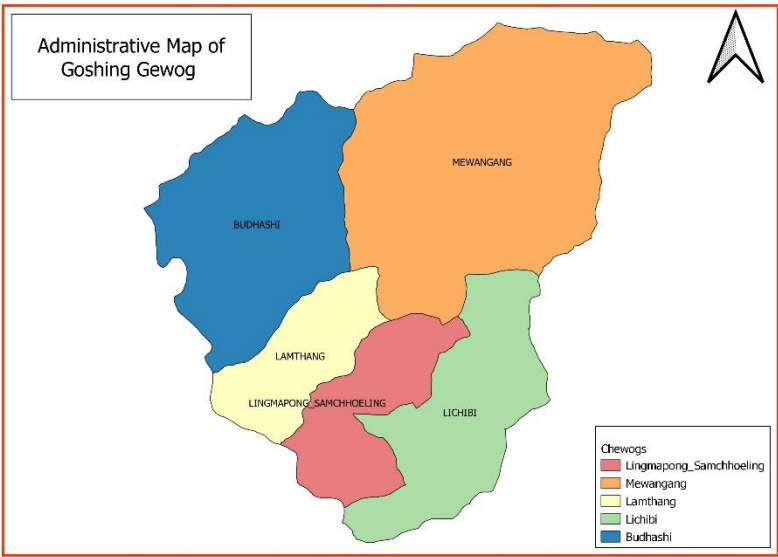 Administrative Map of
Goshing Gewog
MEWANGANG
BUDHASHI
LAMTHANG
LINGMAPONG_SAMCHHOELING
LICHIBI
Chewogs
Lingmapong_Samchhoeling
Mewangang
Lamthang
Lichibi
Budhashi